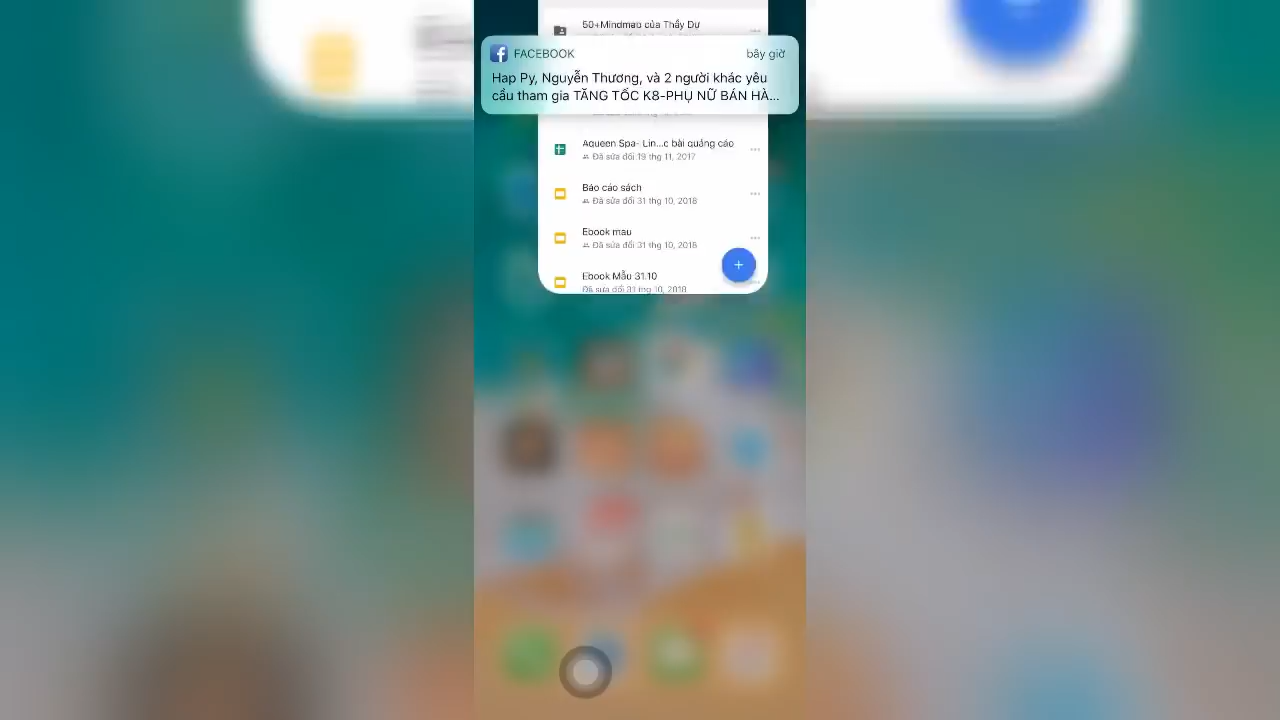 50+Mindmap của Thầy Dư
FACEBOOK
bây giờ
Hap Py, Nguyễn Thương, và 2 người khác yêu
cầu tham gia TĂNG TỐC K8-PHỤ NỮ BÁN HÀ...
Aqueen Spa- Lin...c bài quảng cáo
Đã sửa đổi 19 thg 11, 2017
Báo cáo sách
Đã sửa đổi 31 thg 10, 2018
Ebook mau
Đã sửa đổi 31 thg 10, 2018
Ebook Mẫu 31.10
Đã sửa đổi 31 thg 10, 2018